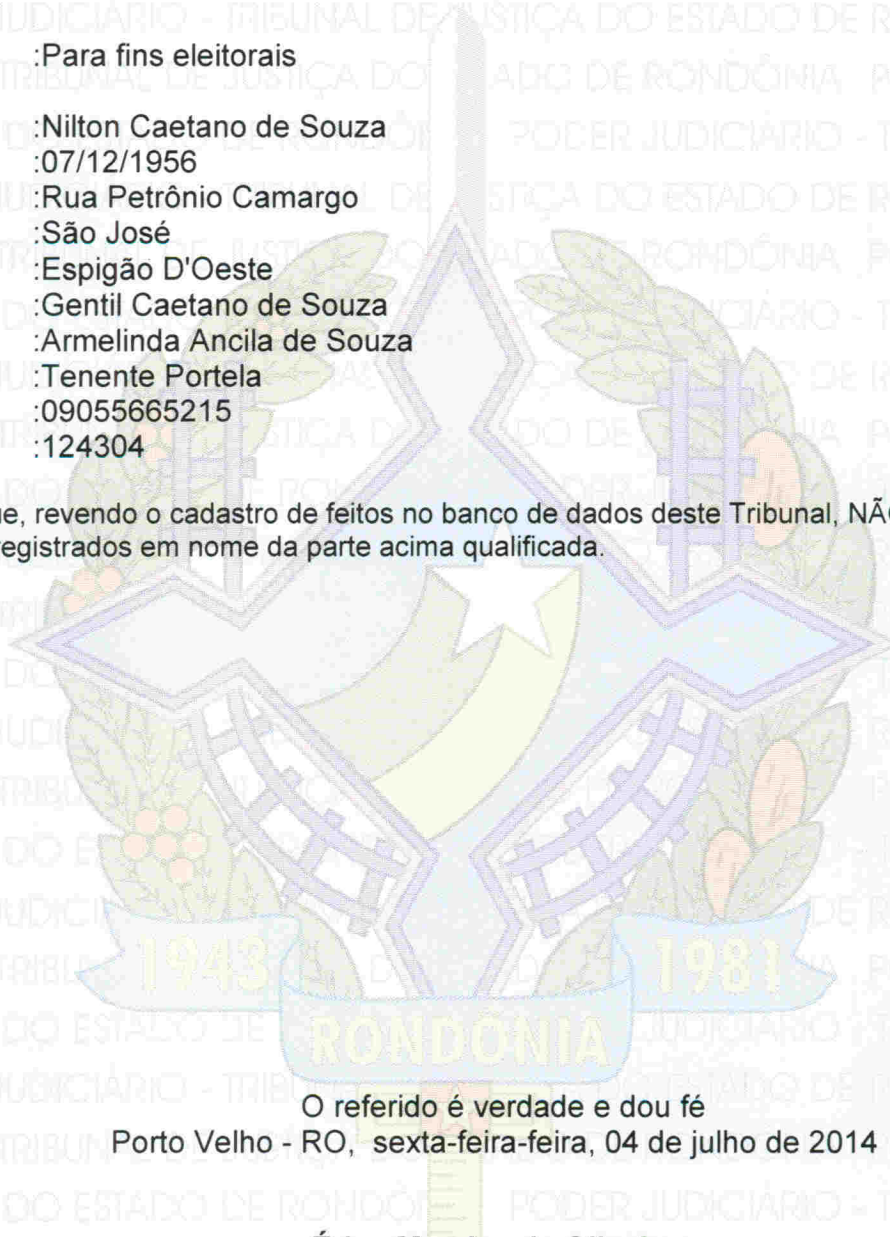 :Para fins eleitorais
:Nilton Caetano de Souza
:07/12/1956
:Rua Petrônio Camargo
:São José
:Espigão D'Oeste
:Gentil Caetano de Souza
:Armelinda Ancila de Souza
:Tenente Portela
:09055665215
:124304
revendo o cadastro de feitos no banco de dados deste Tribunal,
registrados em nome da parte acima qualificada.
1943 1981
RONDÔNIA
O referido é verdade e dou fé
Porto Velho - RO, sexta-feira-feira, 04 de julho de 2014